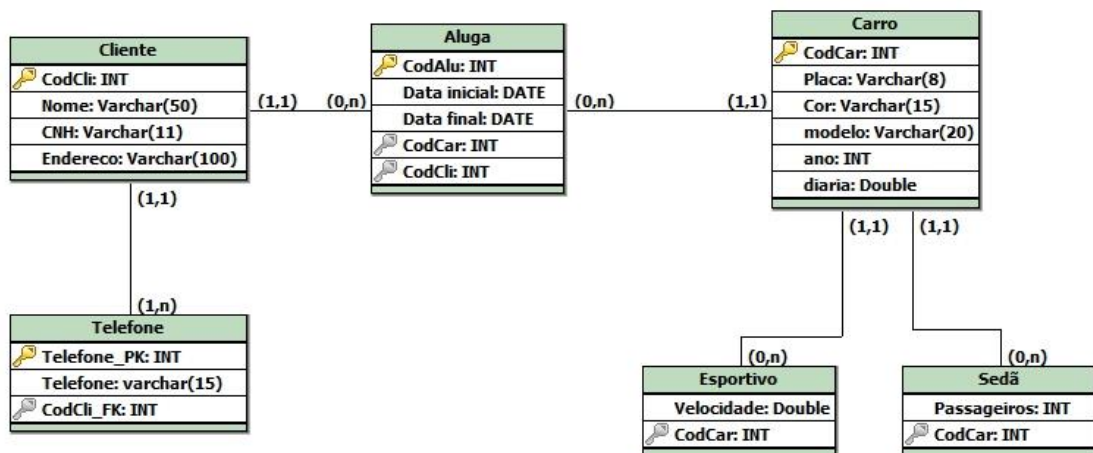 Cliente
CodCli: INT
Nome: Varchar(50)
CNH: Varchar(11)
Endereco: Varchar(100)
(1,1)
(0,n)
Aluga
CodAlu: INT
Data inicial: DATE
Data final: DATE
CodCar: INT
CodCli: INT
(0,n)
(1,1)
Carro
CodCar: INT
Placa: Varchar(8)
Cor: Varchar(15)
modelo: Varchar(20)
ano: INT
diaria: Double
(1,1)
(1,n)
Telefone
Telefone_PK: INT
Telefone: varchar(15)
CodCli_FK: INT
(1,1)
(1,1)
(0,n)
Esportivo
Velocidade: Double
CodCar: INT
(0,n)
Sedã
Passageiros: INT
CodCar: INT